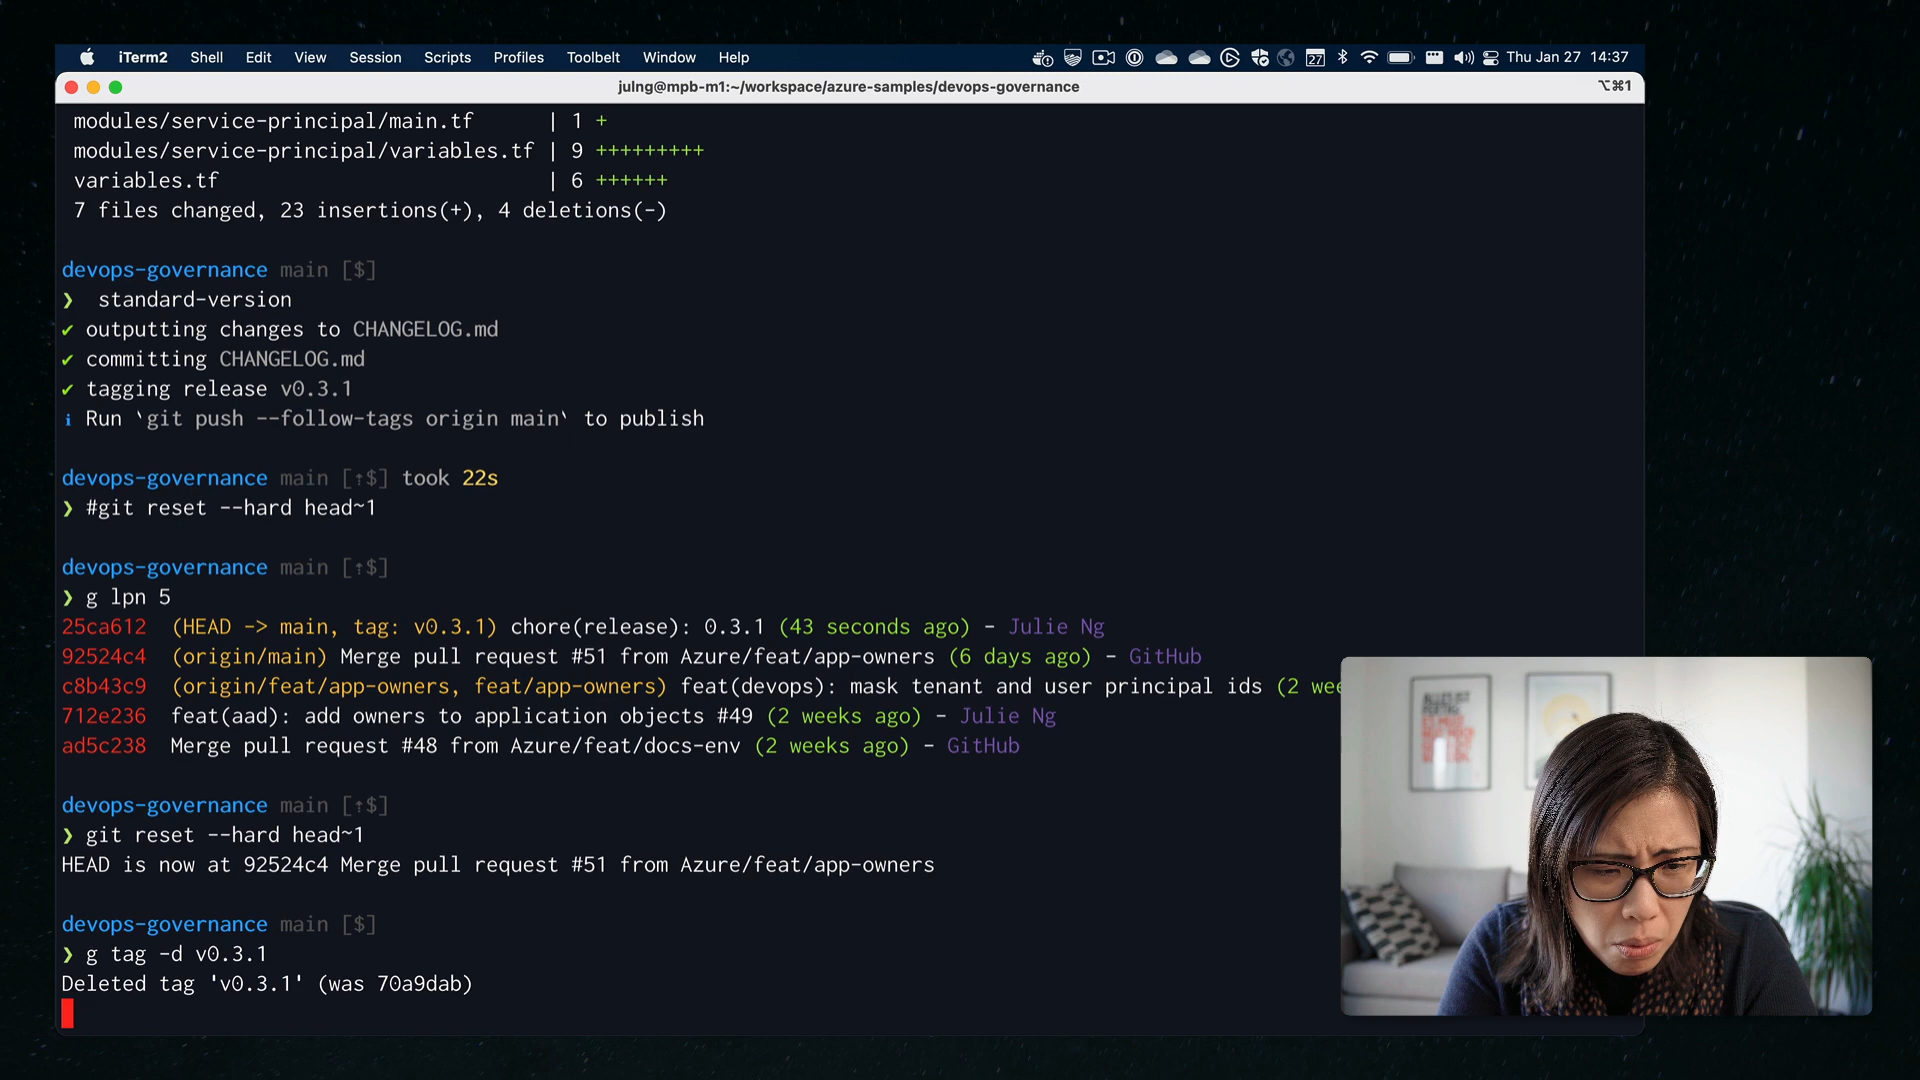 iTerm2 Shell Edit View Session Scripts Profiles Toolbelt Window Help 27 Thu Jan 27 14:37
julng@mpb-m1:~/workspace/azure-samples/devops-governance ⌥⌘1
modules/service-principal/main.tf | 1 +
modules/service-principal/variables.tf | 9 +++++++++
variables.tf | 6 ++++++
7 files changed, 23 insertions(+), 4 deletions(-)
devops-governance main [$]
❯ standard-version
✔ outputting changes to CHANGELOG.md
✔ committing CHANGELOG.md
✔ tagging release v0.3.1
ℹ Run `git push --follow-tags origin main` to publish
devops-governance main [⇡$] took 22s
❯ #git reset --hard head~1
devops-governance main [⇡$]
❯ g lpn 5
25ca612 (HEAD -> main, tag: v0.3.1) chore(release): 0.3.1 (43 seconds ago) - Julie Ng
92524c4 (origin/main) Merge pull request #51 from Azure/feat/app-owners (6 days ago) - GitHub
c8b43c9 (origin/feat/app-owners, feat/app-owners) feat(devops): mask tenant and user principal ids (2 wee
712e236 feat(aad): add owners to application objects #49 (2 weeks ago) - Julie Ng
ad5c238 Merge pull request #48 from Azure/feat/docs-env (2 weeks ago) - GitHub
devops-governance main [⇡$]
❯ git reset --hard head~1
HEAD is now at 92524c4 Merge pull request #51 from Azure/feat/app-owners
devops-governance main [$]
❯ g tag -d v0.3.1
Deleted tag 'v0.3.1' (was 70a9dab)